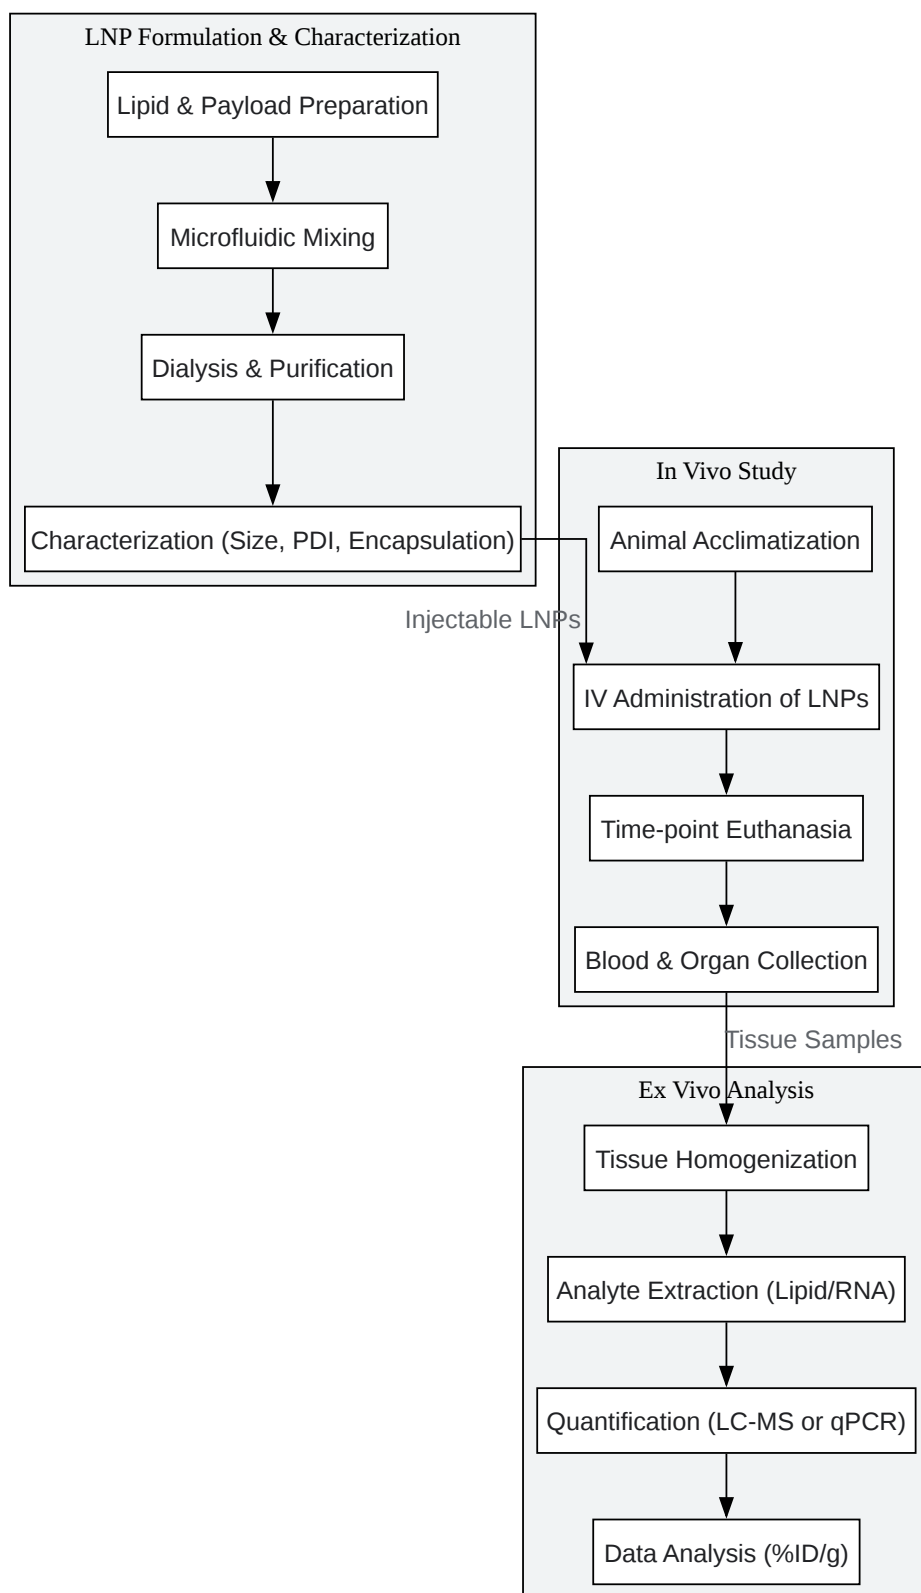 LNP Formulation & Characterization
Lipid & Payload Preparation
Microfluidic Mixing
Dialysis & Purification
Characterization (Size, PDI, Encapsulation)
Injectable LNPs
In Vivo Study
Animal Acclimatization
IV Administration of LNPs
Time-point Euthanasia
Blood & Organ Collection
Tissue Samples
Ex Vivo Analysis
Tissue Homogenization
Analyte Extraction (Lipid/RNA)
Quantification (LC-MS or qPCR)
Data Analysis (%ID/g)